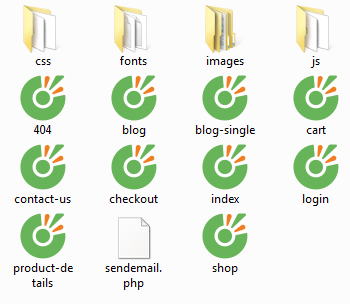 css
fonts
images
js
404
blog
blog-single
cart
contact-us
checkout
index
login
product-de
tails
sendemail.
php
shop